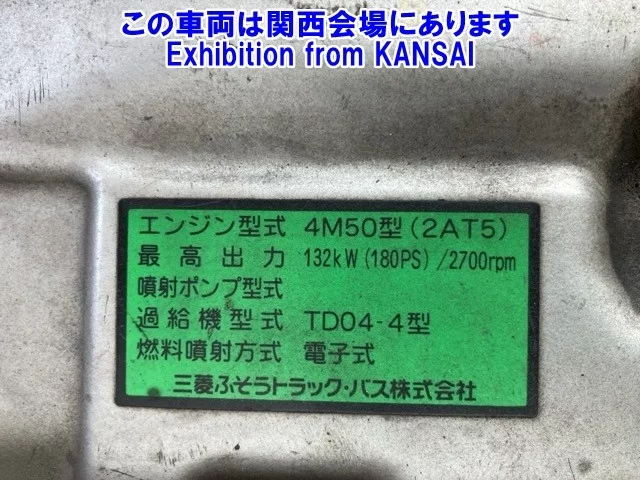 この車両は関西会場にあります
Exhibition from KANSAI
エンジン型式 4M50型(2AT5)
最高出力 132kW(180PS)/2700rpm
噴射ポンプ型式
過給機型式 TD04-4型
燃料噴射方式 電子式
三菱ふそうトラック・バス株式会社